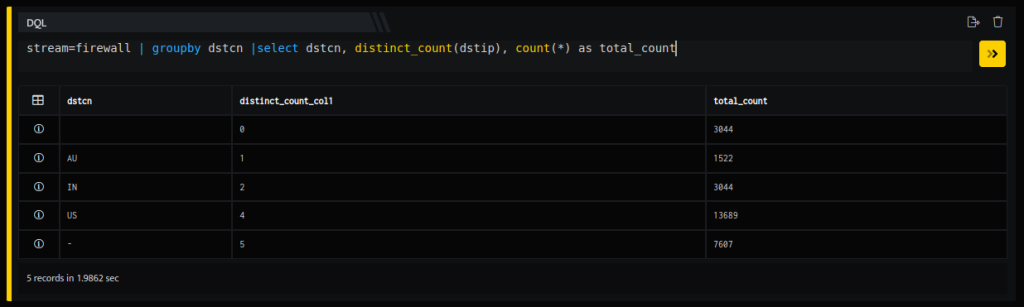 DQL
stream=firewall | groupby dstcn |select dstcn, distinct_count(dstip), count(*) as total_count
dstcn distinct_count_col1 total_count
0 3044
AU 1 1522
IN 2 3044
US 4 13689
- 5 7607
5 records in 1.9862 sec